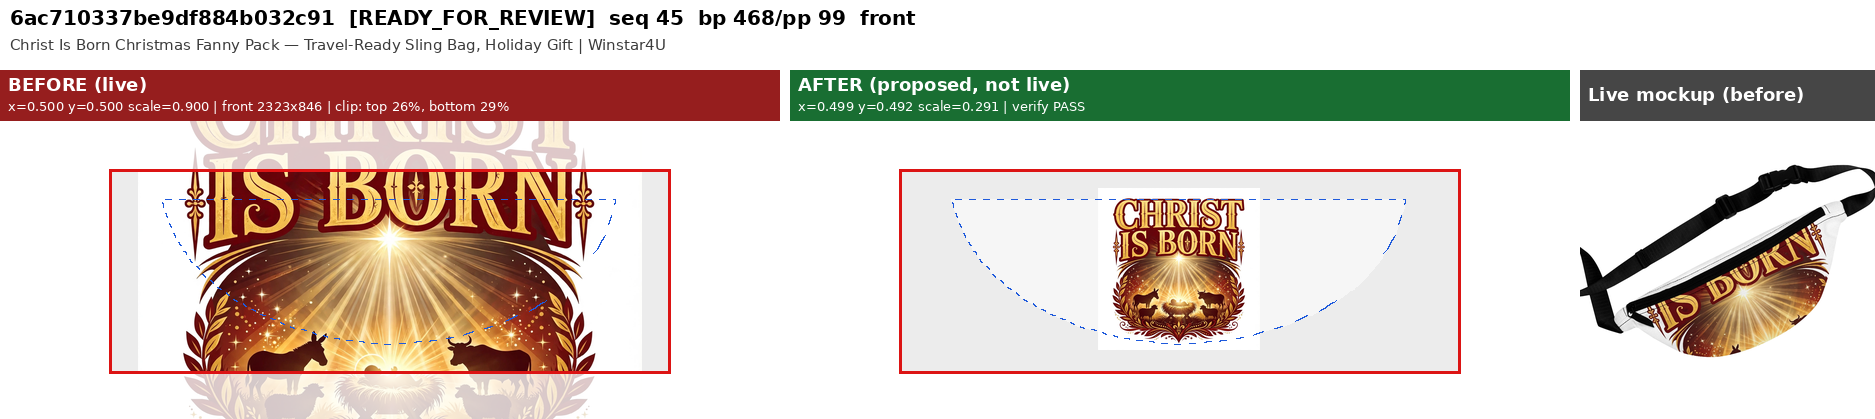 6ac710337be9df884b032c91 [READY_FOR_REVIEW] seq 45 bp 468/pp 99 front
Christ Is Born Christmas Fanny Pack — Travel-Ready Sling Bag, Holiday Gift | Winstar4U
BEFORE (live)
x=0.500 y=0.500 scale=0.900 | front 2323x846 | clip: top 26%, bottom 29%
CHRIST
IS BORN
AFTER (proposed, not live)
x=0.499 y=0.492 scale=0.291 | verify PASS
CHRIST
IS BORN
Live mockup (before)
IS BORN